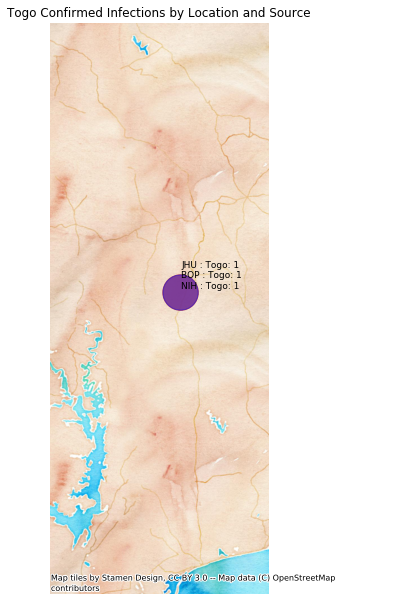 Togo Confirmed Infections by Location and Source
JHU : Togo: 1
BOP : Togo: 1
NIH : Togo: 1
Map tiles by Stamen Design, CC BY 3.0 -- Map data (C) OpenStreetMap
contributors